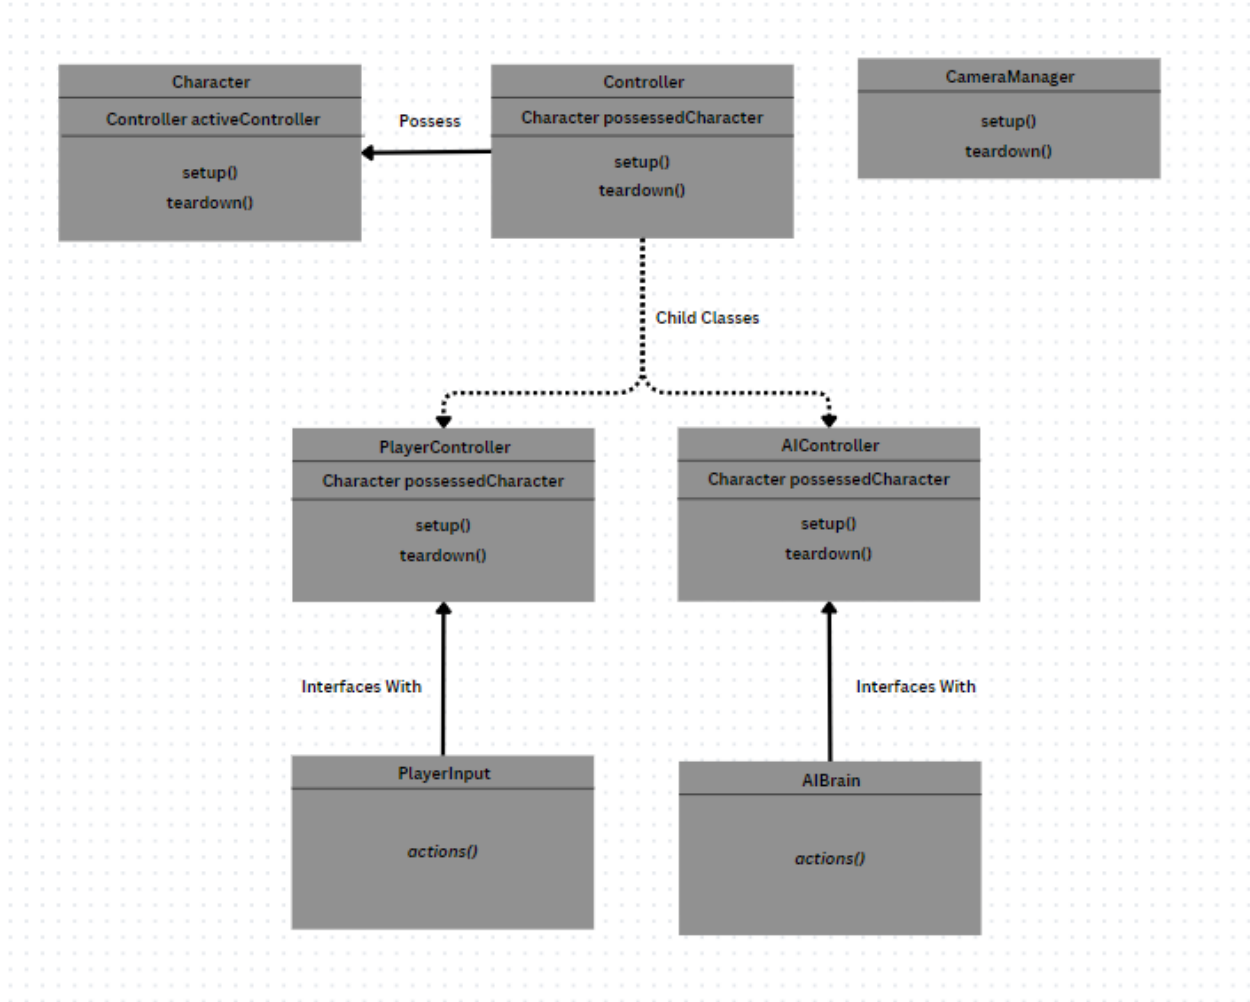 Character
Controller activeController
setup()
teardown()
Possess
Controller
Character possessedCharacter
setup()
teardown()
CameraManager
setup()
teardown()
Child Classes
PlayerController
Character possessedCharacter
setup()
teardown()
AIController
Character possessedCharacter
setup()
teardown()
Interfaces With
Interfaces With
PlayerInput
actions()
AIBrain
actions()